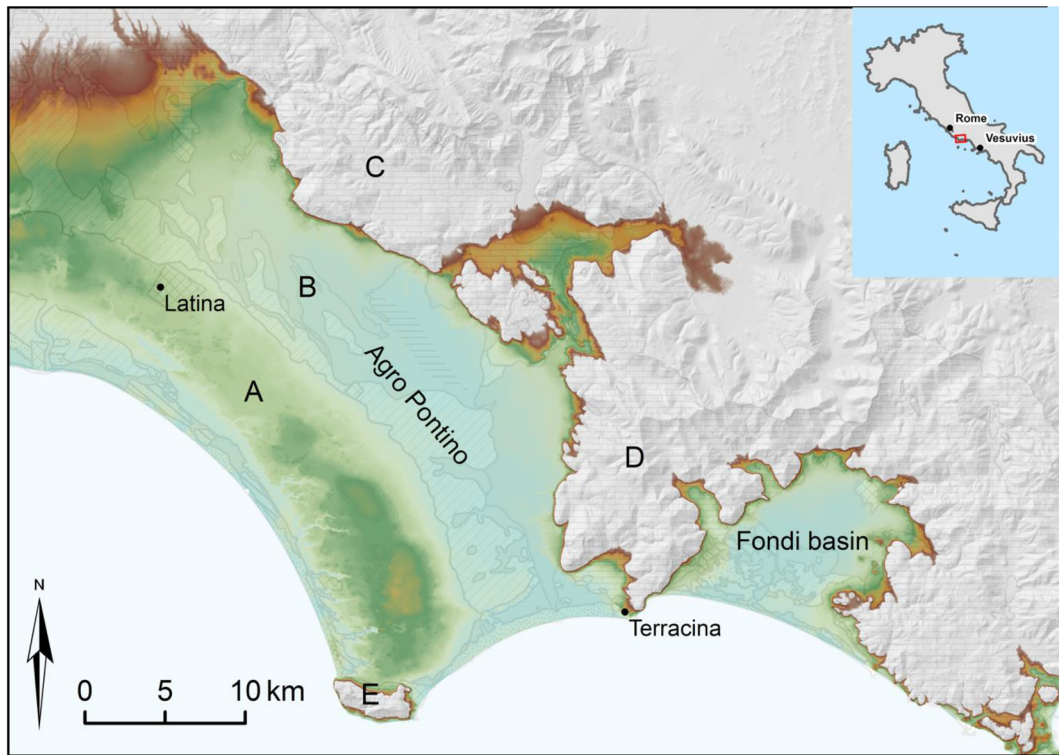 Rome
Vesuvius
C
B
Latina
Agro Pontino
A
D
Fondi basin
N
Terracina
E
0 5 10 km